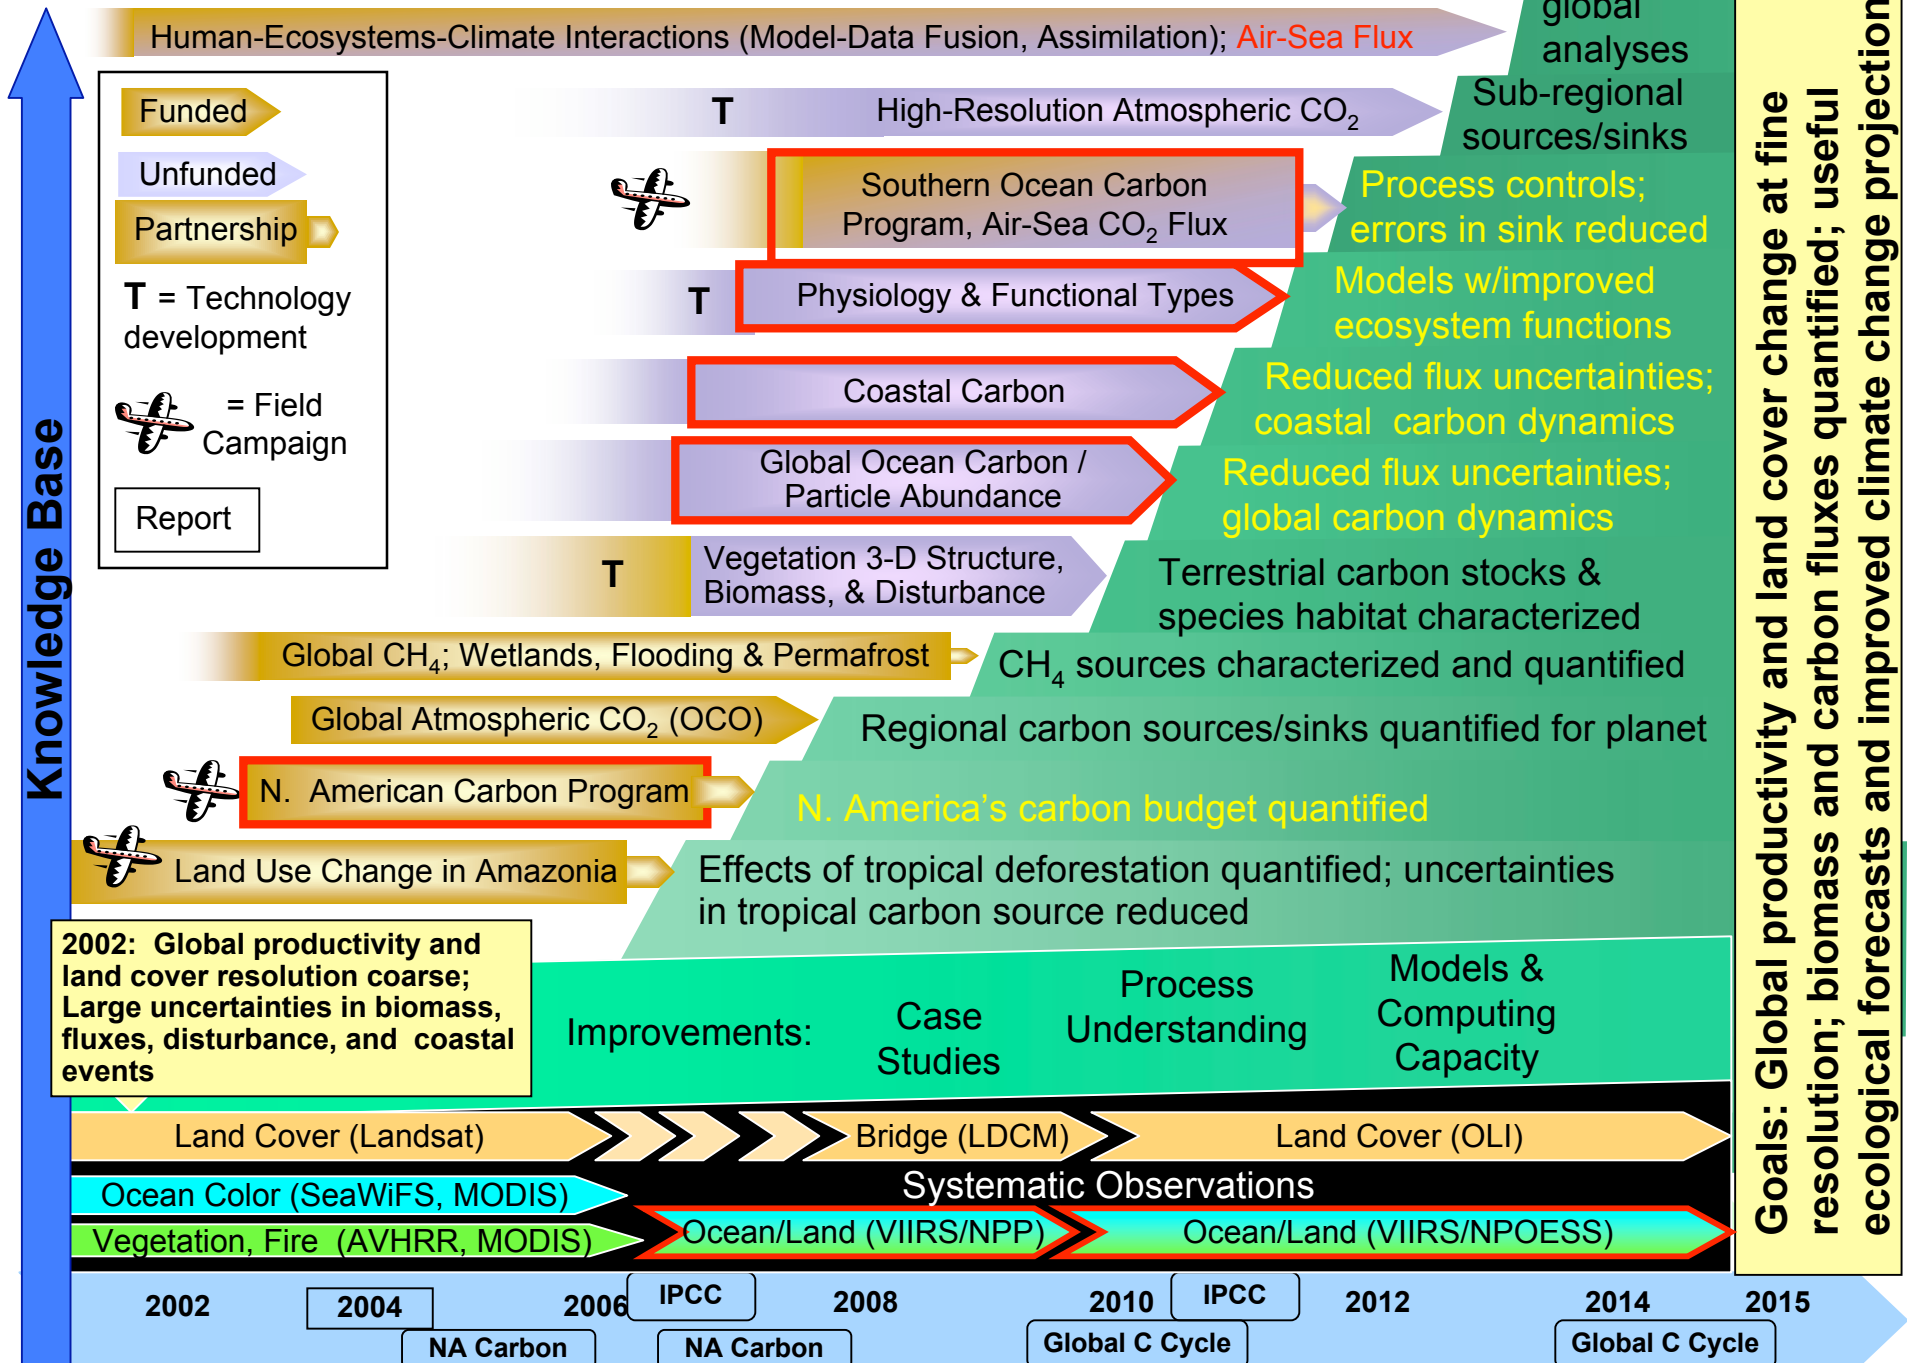 global
analyses
Human-Ecosystems-Climate Interactions (Model-Data Fusion, Assimilation); Air-Sea Flux
Funded
Unfunded
Partnership
T = Technology
development
= Field
Campaign
Report
Knowledge Base
T
High-Resolution Atmospheric CO2
Sub-regional
sources/sinks
Southern Ocean Carbon
Program, Air-Sea CO2 Flux
Process controls;
errors in sink reduced
T
Physiology & Functional Types
Models w/improved
ecosystem functions
Coastal Carbon
Reduced flux uncertainties;
coastal carbon dynamics
Global Ocean Carbon /
Particle Abundance
Reduced flux uncertainties;
global carbon dynamics
T
Vegetation 3-D Structure,
Biomass, & Disturbance
Terrestrial carbon stocks &
species habitat characterized
Global CH4; Wetlands, Flooding & Permafrost
CH4 sources characterized and quantified
Global Atmospheric CO2 (OCO)
Regional carbon sources/sinks quantified for planet
N. American Carbon Program
N. America's carbon budget quantified
Land Use Change in Amazonia
Effects of tropical deforestation quantified; uncertainties
in tropical carbon source reduced
2002: Global productivity and
land cover resolution coarse;
Large uncertainties in biomass,
fluxes, disturbance, and coastal
events
Improvements:
Case
Studies
Process
Understanding
Models &
Computing
Capacity
Land Cover (Landsat)
Bridge (LDCM)
Land Cover (OLI)
Ocean Color (SeaWiFS, MODIS)
Systematic Observations
Vegetation, Fire (AVHRR, MODIS)
Ocean/Land (VIIRS/NPP)
Ocean/Land (VIIRS/NPOESS)
Goals: Global productivity and land cover change at fine
resolution; biomass and carbon fluxes quantified; useful
ecological forecasts and improved climate change projection
2002
2004
2006
IPCC
2008
2010
IPCC
2012
2014
2015
NA Carbon
NA Carbon
Global C Cycle
Global C Cycle